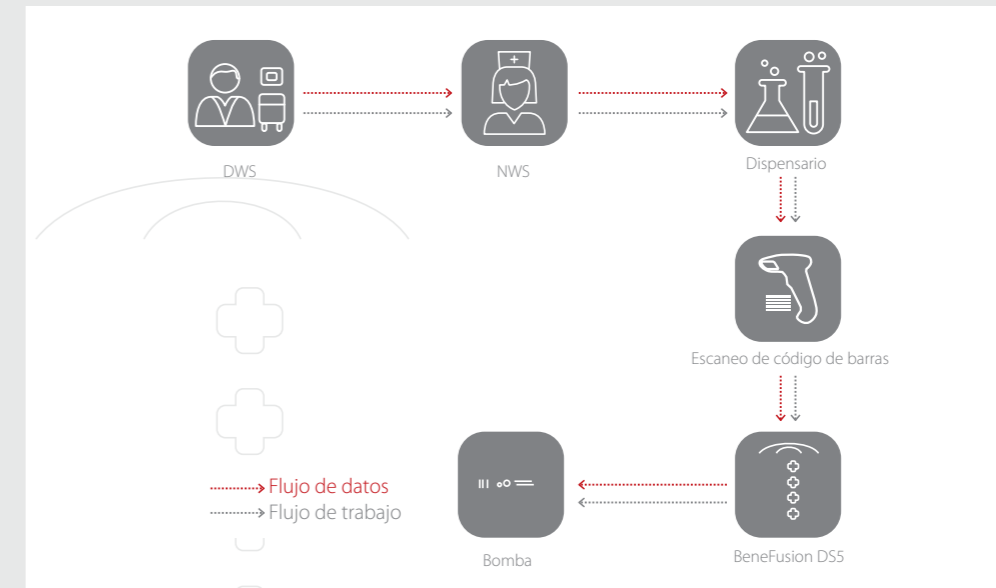 DWS
NWS
Dispensario
Escaneo de código de barras
Flujo de datos
Flujo de trabajo
Bomba
BeneFusion DS5